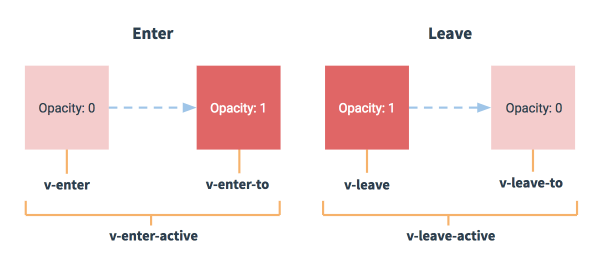 Enter
Leave
Opacity: 0
Opacity: 1
Opacity: 1
Opacity: 0
v-enter
v-enter-to
v-leave
v-leave-to
v-enter-active
v-leave-active